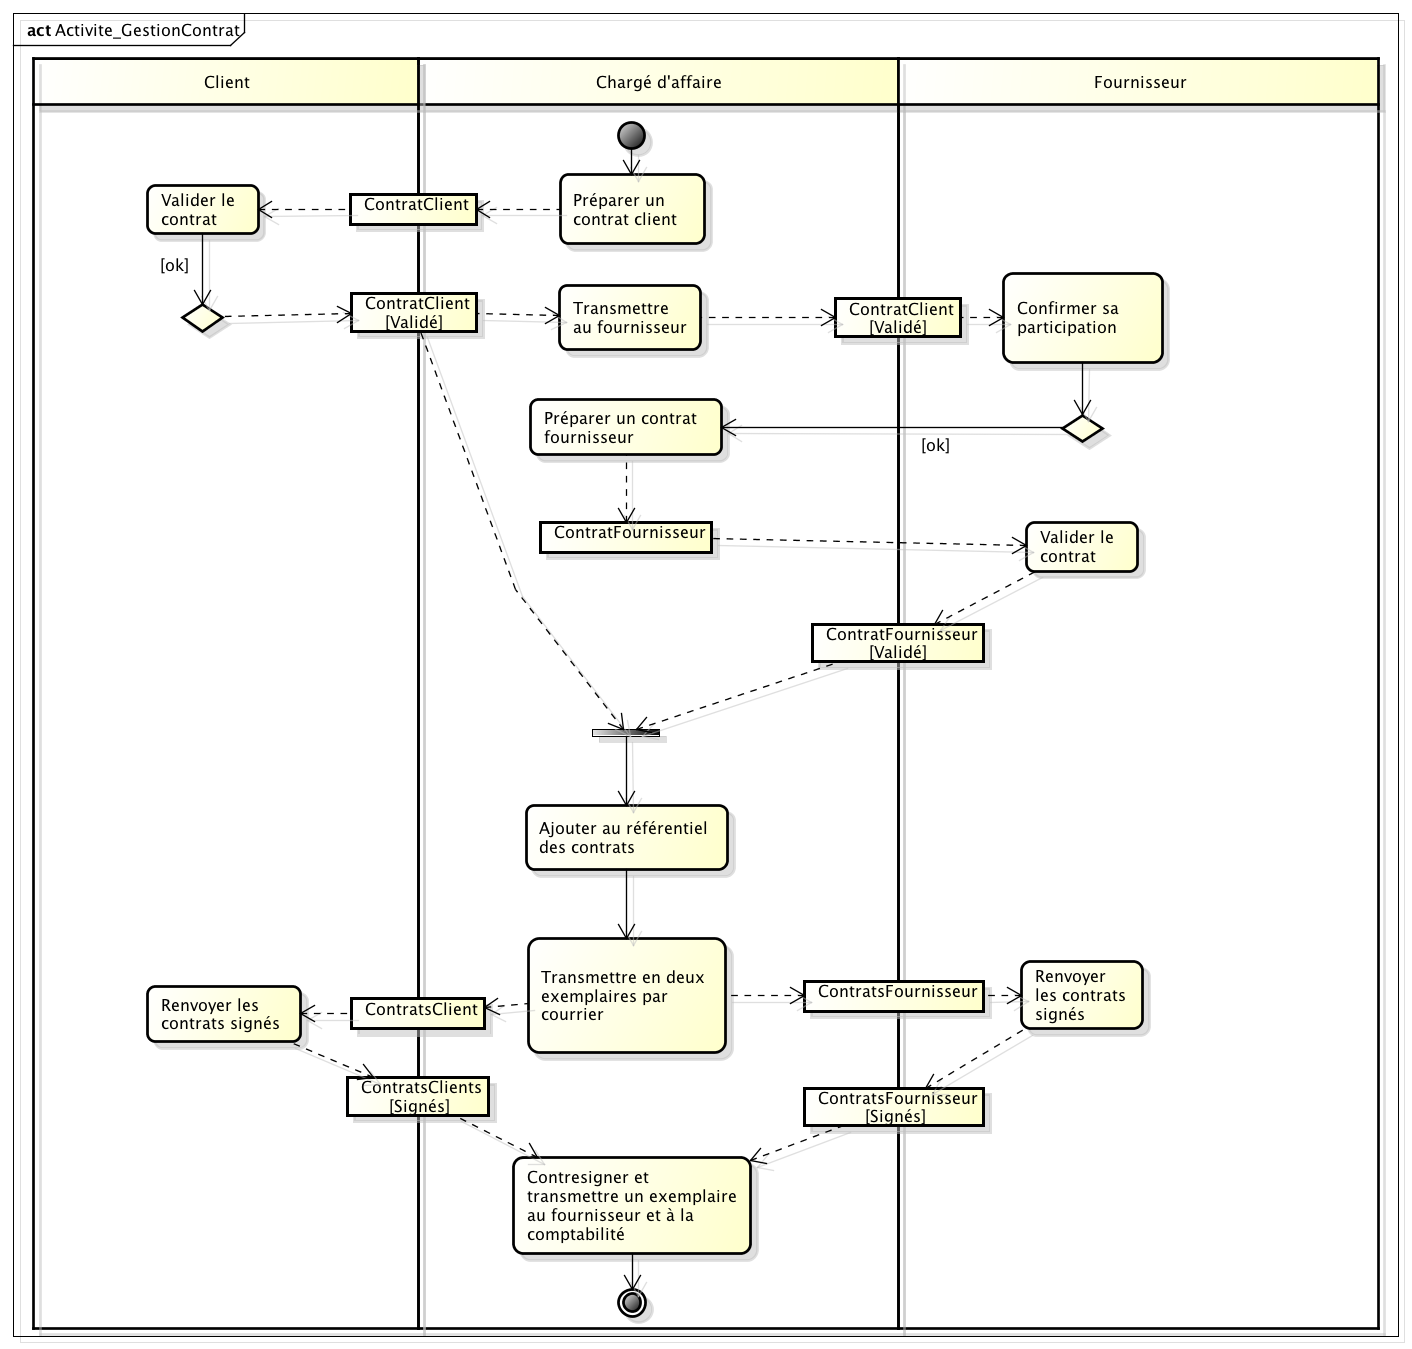 act Activite_GestionContrat
Client
Chargé d'affaire
Fournisseur
Préparer un
contrat client
ContratClient
Valider le
contrat
[ok]
ContratClient
[Validé]
Transmettre
au fournisseur
ContratClient
[Validé]
Confirmer sa
participation
[ok]
Préparer un contrat
fournisseur
ContratFournisseur
Valider le
contrat
ContratFournisseur
[Validé]
Ajouter au référentiel
des contrats
Transmettre en deux
exemplaires par
courrier
ContratsClient
Renvoyer les
contrats signés
ContratsFournisseur
Renvoyer
les contrats
signés
ContratsClients
[Signés]
ContratsFournisseur
[Signés]
Contresigner et
transmettre un exemplaire
au fournisseur et à la
comptabilité